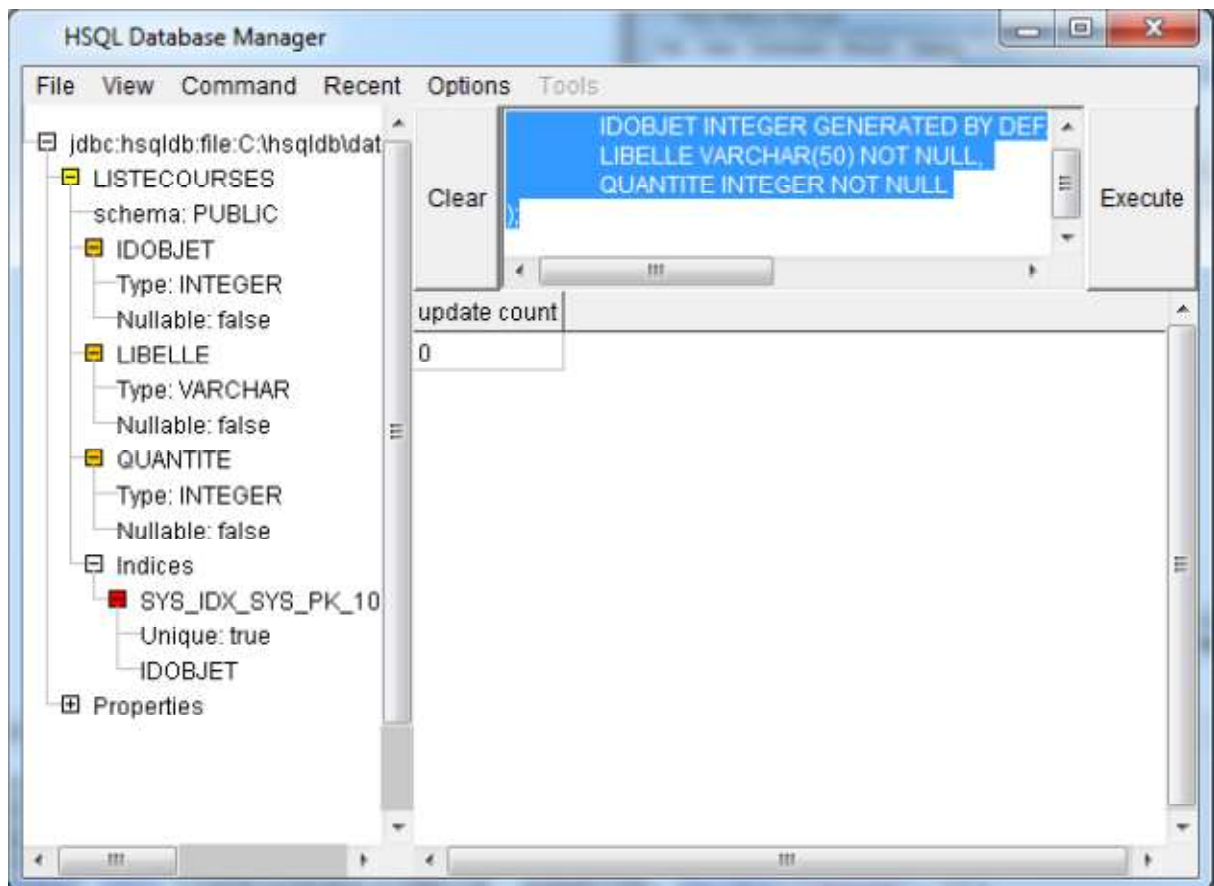 HSQL Database Manager
File View Command Recent Options Tools
jdbc:hsqldb:file:C:\hsqldb\dat
LISTECOURSES
schema: PUBLIC
IDOBJET
Type: INTEGER
Nullable: false
LIBELLE
Type: VARCHAR
Nullable: false
QUANTITE
Type: INTEGER
Nullable: false
Indices
SYS_IDX_SYS_PK_10
Unique: true
IDOBJET
Properties
Clear
IDOBJET INTEGER GENERATED BY DEF
LIBELLE VARCHAR(50) NOT NULL,
QUANTITE INTEGER NOT NULL
);
Execute
update count
0